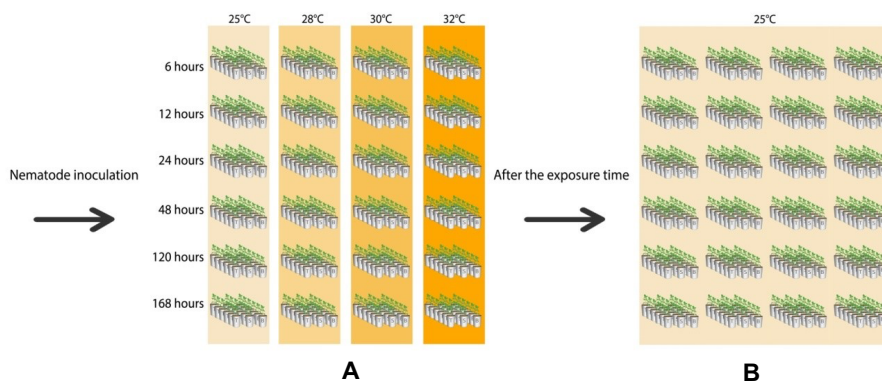 25°C 28°C 30°C 32°C 25°C
6 hours
12 hours
24 hours
Nematode inoculation
After the exposure time
48 hours
120 hours
168 hours
A
B